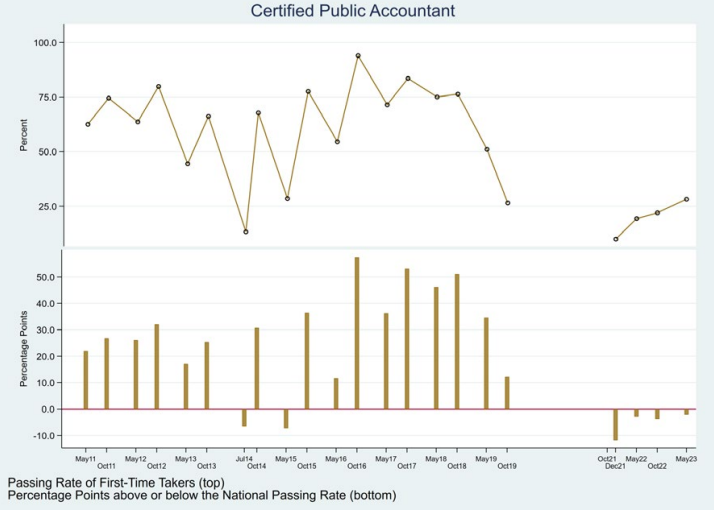 Certified Public Accountant
100.0
75.0
50.0
25.0
Percent
50.0
40.0
30.0
20.0
10.0
0.0
-10.0
Percentage Points
May11 May12 May13 Jul14 May15 May16 May17 May18 May19 Oct21 May22 May23
Oct11 Oct12 Oct13 Oct14 Oct15 Oct16 Oct17 Oct18 Oct19 Dec21 Oct22
Passing Rate of First-Time Takers (top)
Percentage Points above or below the National Passing Rate (bottom)